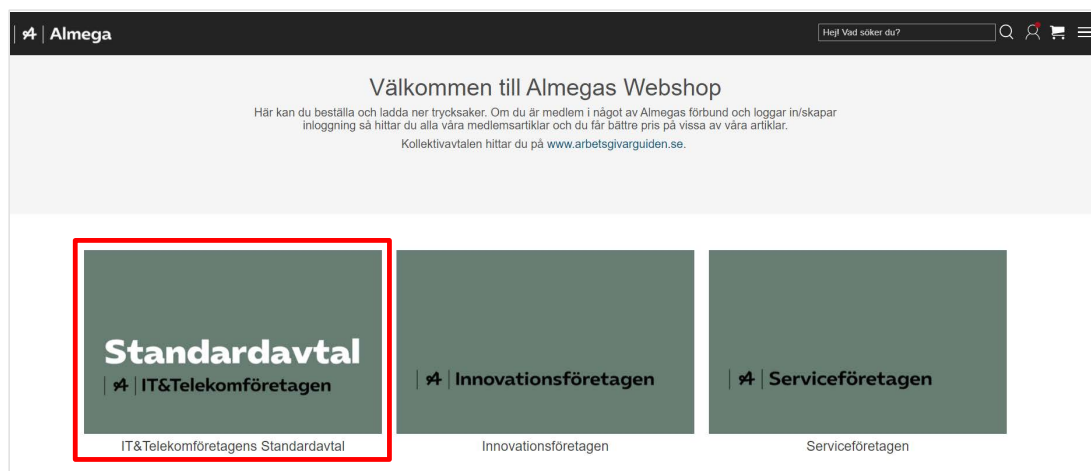 Almega
Hej! Vad söker du?
Välkommen till Almegas Webshop
Här kan du beställa och ladda ner trycksaker. Om du är medlem i något av Almegas förbund och loggar in/skapar
inloggning så hittar du alla våra medlemsartiklar och du får bättre pris på vissa av våra artiklar.
Kollektivavtalen hittar du på www.arbetsgivarguiden.se.
Standardavtal
IT&Telekomföretagen
Innovationsföretagen
Serviceföretagen
IT&Telekomföretagens Standardavtal
Innovationsföretagen
Serviceföretagen